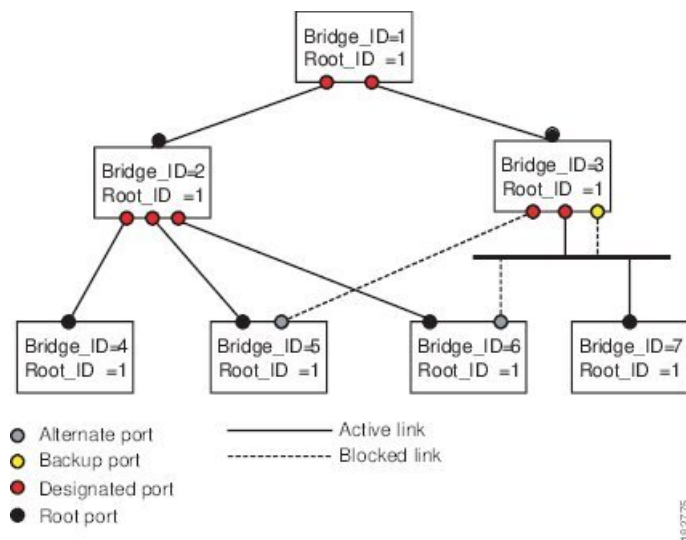 Bridge_ID=1
Root_ID =1
Bridge_ID=2
Root_ID =1
Bridge_ID=3
Root_ID =1
Bridge_ID=4
Root_ID =1
Bridge_ID=5
Root_ID =1
Bridge_ID=6
Root_ID =1
Bridge_ID=7
Root_ID =1
Alternate port
Backup port
Designated port
Root port
Active link
Blocked link